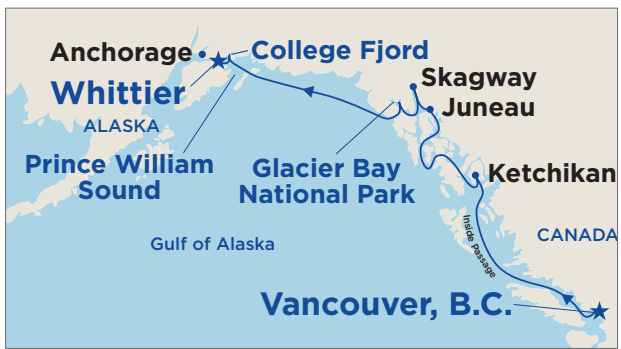 Anchorage
College Fjord
Whittier
Skagway
Juneau
ALASKA
Prince William
Sound
Glacier Bay
National Park
Ketchikan
Inside Passage
Gulf of Alaska
CANADA
Vancouver, B.C.